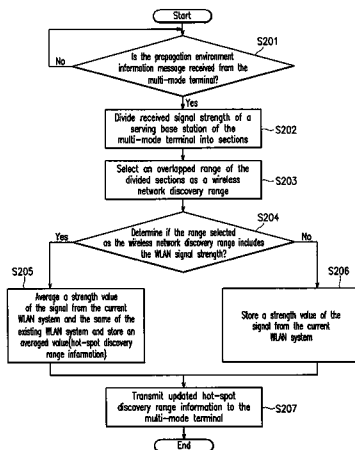 Start
S201
Is the propagation environment
information message received from the
multi-mode terminal?
No
Yes
Divide received signal strength of a
serving base station of the
multi-mode terminal into sections
S202
Select an overlapped range of the
divided sections as a wireless
network discovery range
S203
S204
Determine if the range selected
as the wireless network discovery range includes
the WLAN signal strength?
Yes
No
S205
S206
Average a strength value
of the signal from the current
WLAN system and the same of the
existing WLAN system and store an
averaged value(hot-spot discovery
range information)
Store a strength value of the
signal from the current
WLAN system
Transmit updated hot-spot
discovery range information to the
multi-mode terminal
S207
End